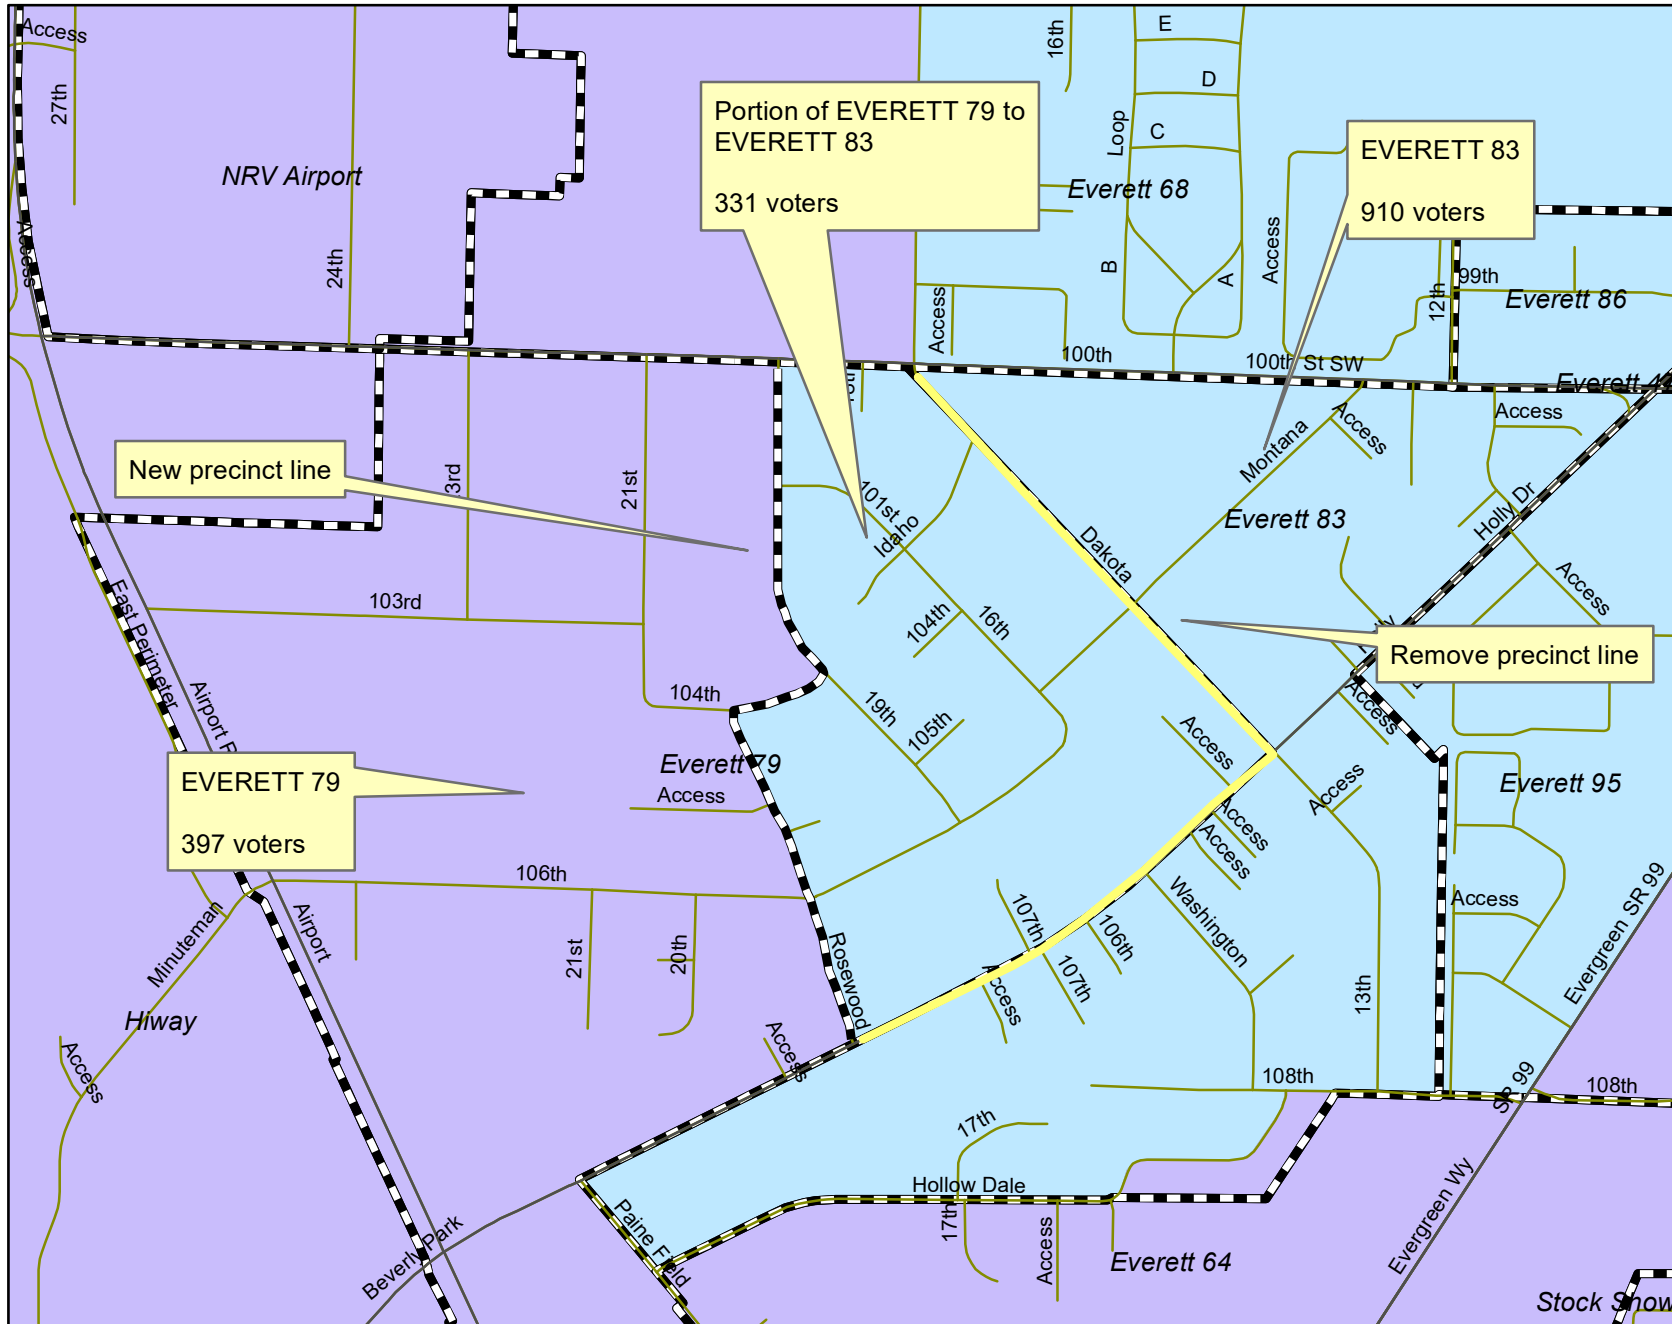 Access
27th
NRV Airport
24th
Access
16th
E
D
C
Loop
B
A
Portion of EVERETT 79 to
EVERETT 83
331 voters
Everett 68
EVERETT 83
910 voters
Access
Access
12th
99th
Everett 86
100th
100th St SW
Everett
Access
Access
Montana
Holly Dr
New precinct line
21st
101st
Idaho
Dakota
Everett 83
Access
103rd
104th
16th
East Perimeter
Remove precinct line
Access
104th
19th
105th
Access
Airport
Everett 79
Access
EVERETT 79
397 voters
Everett 95
Access
Access
Access
106th
Access
Evergreen SR 99
Minuteman
Airport
21st
20th
Rosewood
107th
107th
106th
Washington
13th
Access
Hiway
Access
Access
108th
SR 99
108th
17th
Hollow Dale
17th
Access
Paine Field
Beverly Park
Everett 64
Evergreen Wy
Stock Show